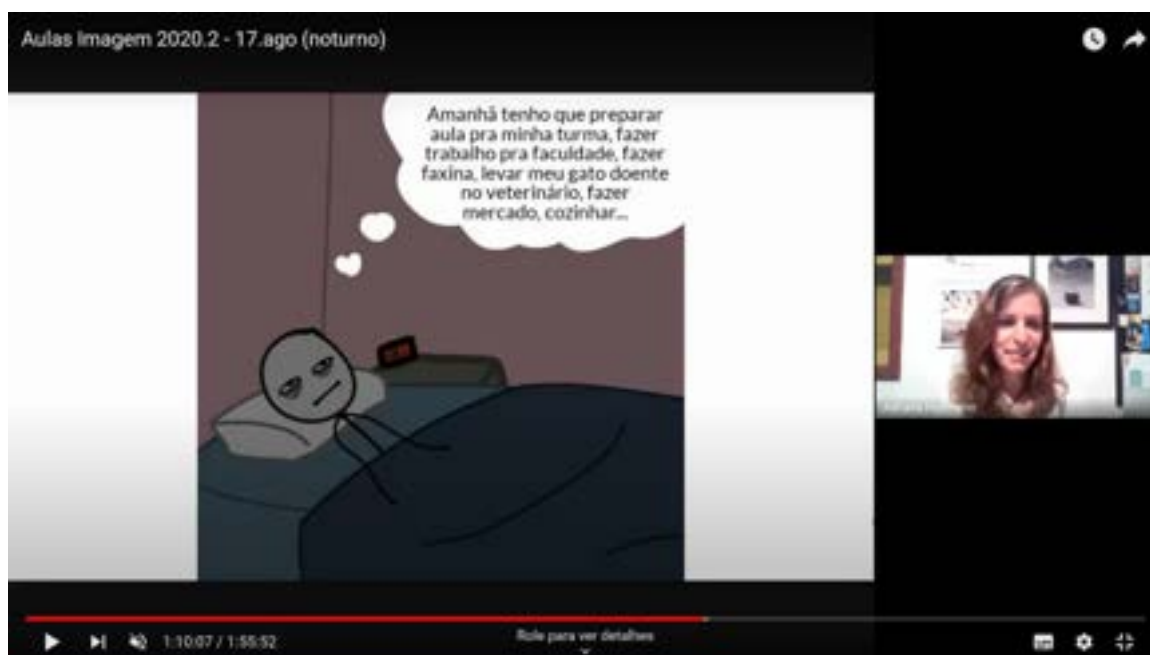 Aulas Imagem 2020.2 - 17.ago (noturno)
Amanhã tenho que preparar
aula pra minha turma, fazer
trabalho pra faculdade, fazer
faxina, levar meu gato doente
no veterinário, fazer
mercado, cozinhar...
1:10:07 / 1:55:52
Role para ver detalhes